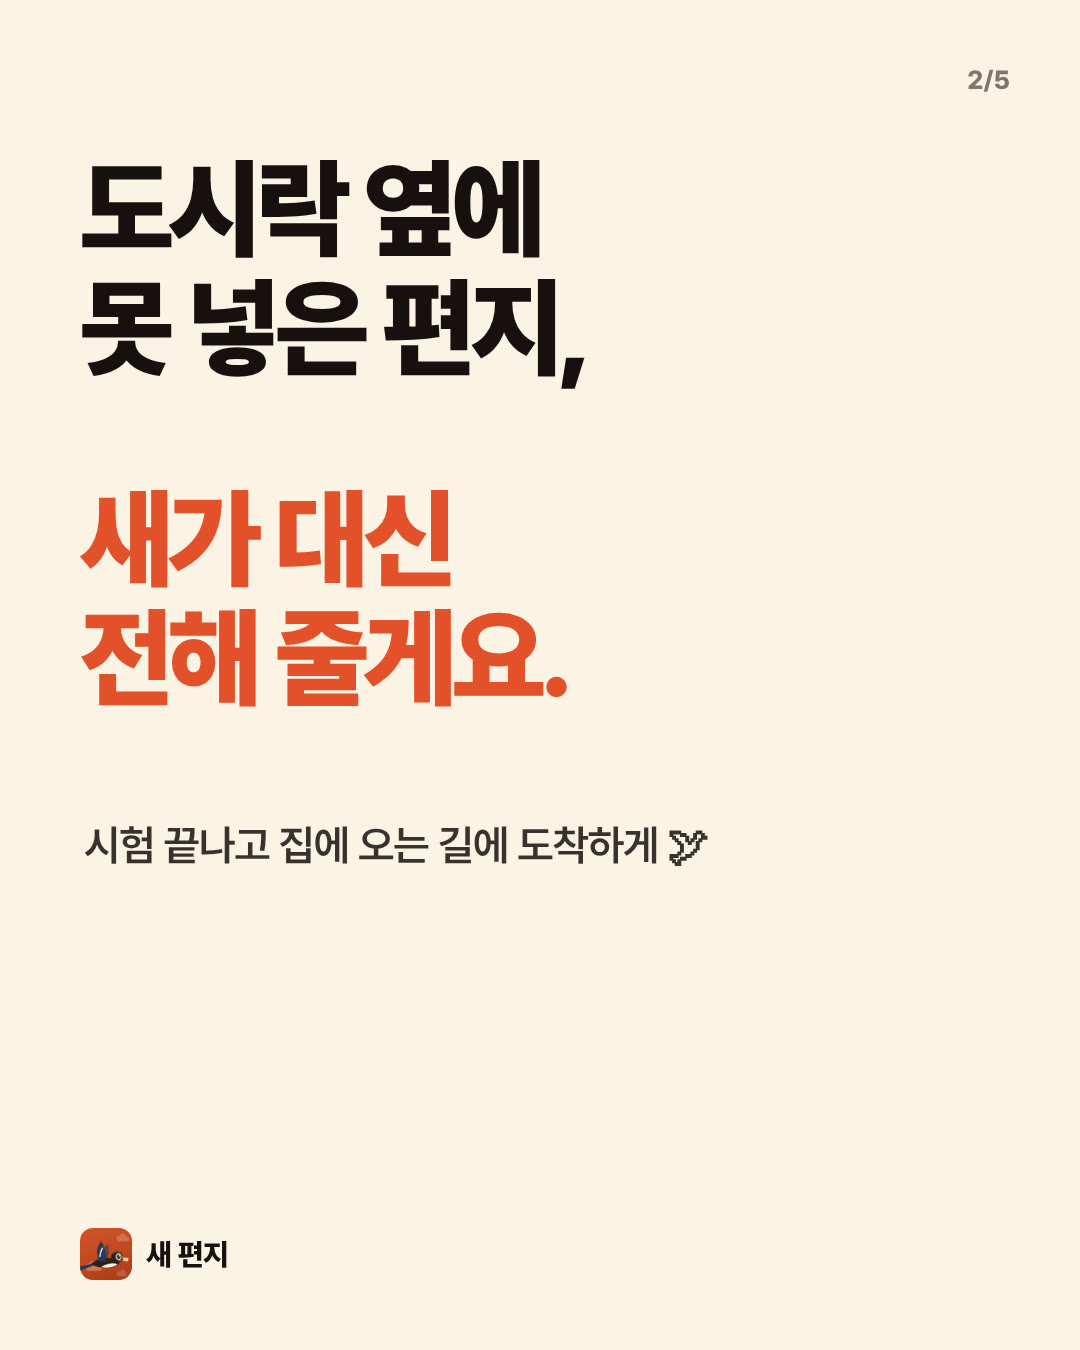 2/5
도시락 옆에
못 넣은 편지,
새가 대신
전해 줄게요.
시험 끝나고 집에 오는 길에 도착하게 🕊
새 편지